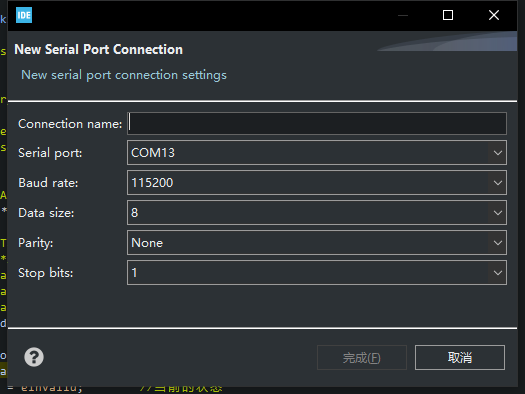 IDE
New Serial Port Connection
New serial port connection settings
Connection name:
Serial port: COM13
Baud rate: 115200
Data size: 8
Parity: None
Stop bits: 1
完成(F)
取消
= eInvalid; //当前的状态